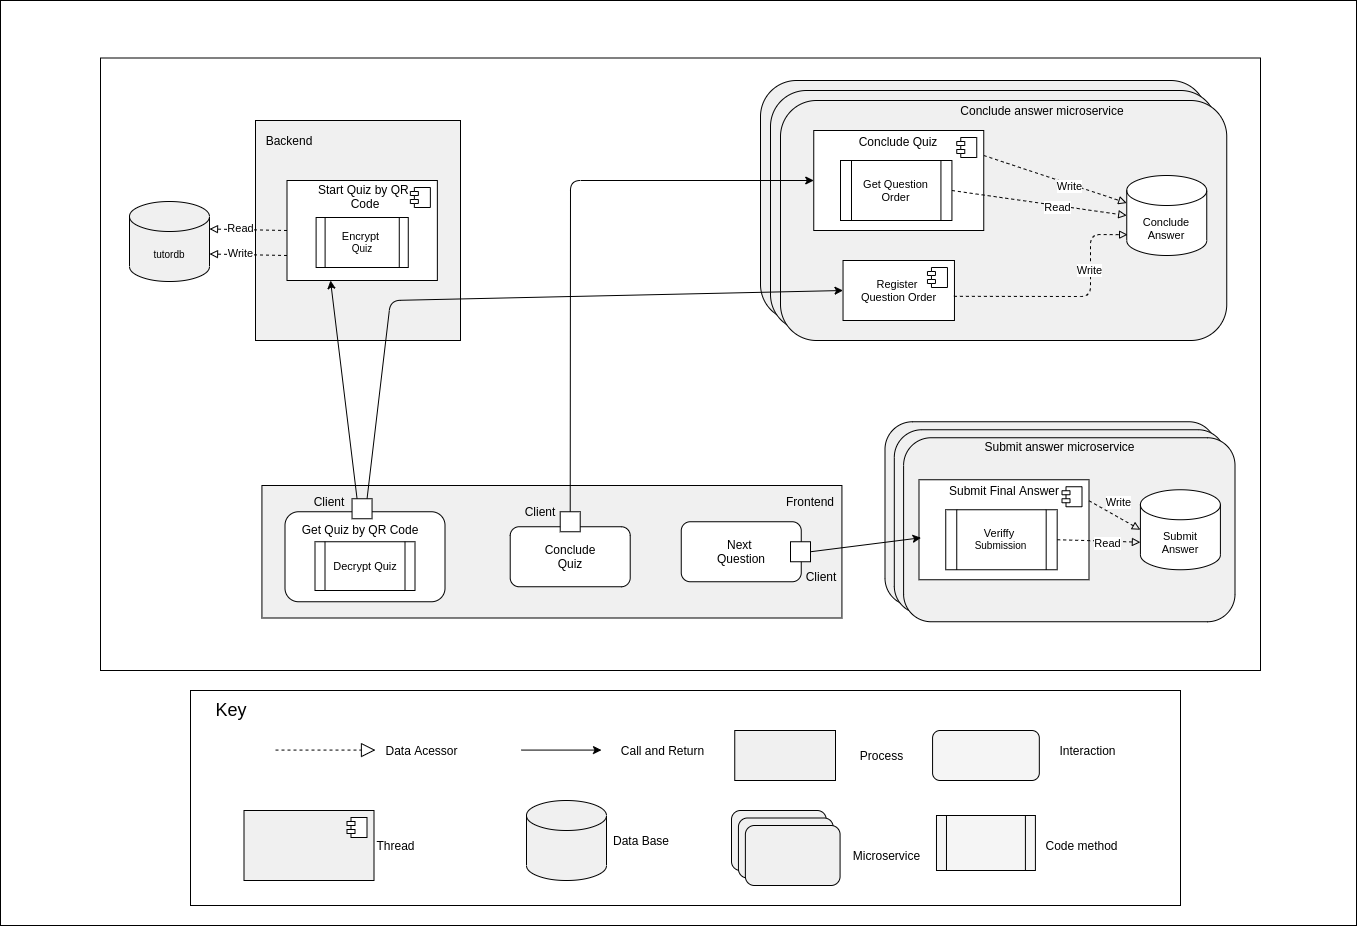 Conclude answer microservice
Backend
Conclude Quiz
Start Quiz by QR
Code
Get Question
Order
Write
Read
Encrypt
Quiz
Conclude
Answer
Read
Write
tutordb
Write
Register
Question Order
Submit answer microservice
Client
Frontend
Client
Submit Final Answer
Write
Get Quiz by QR Code
Veriffy
Submission
Submit
Answer
Read
Next
Question
Conclude
Quiz
Decrypt Quiz
Client
Key
Data Acessor
Call and Return
Process
Interaction
Thread
Data Base
Microservice
Code method